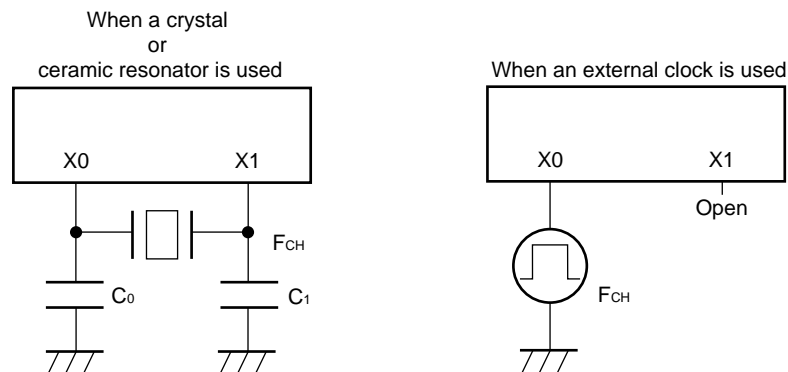 When a crystal
or
ceramic resonator is used
X0
X1
FCH
C0
C1
When an external clock is used
X0
X1
Open
FCH